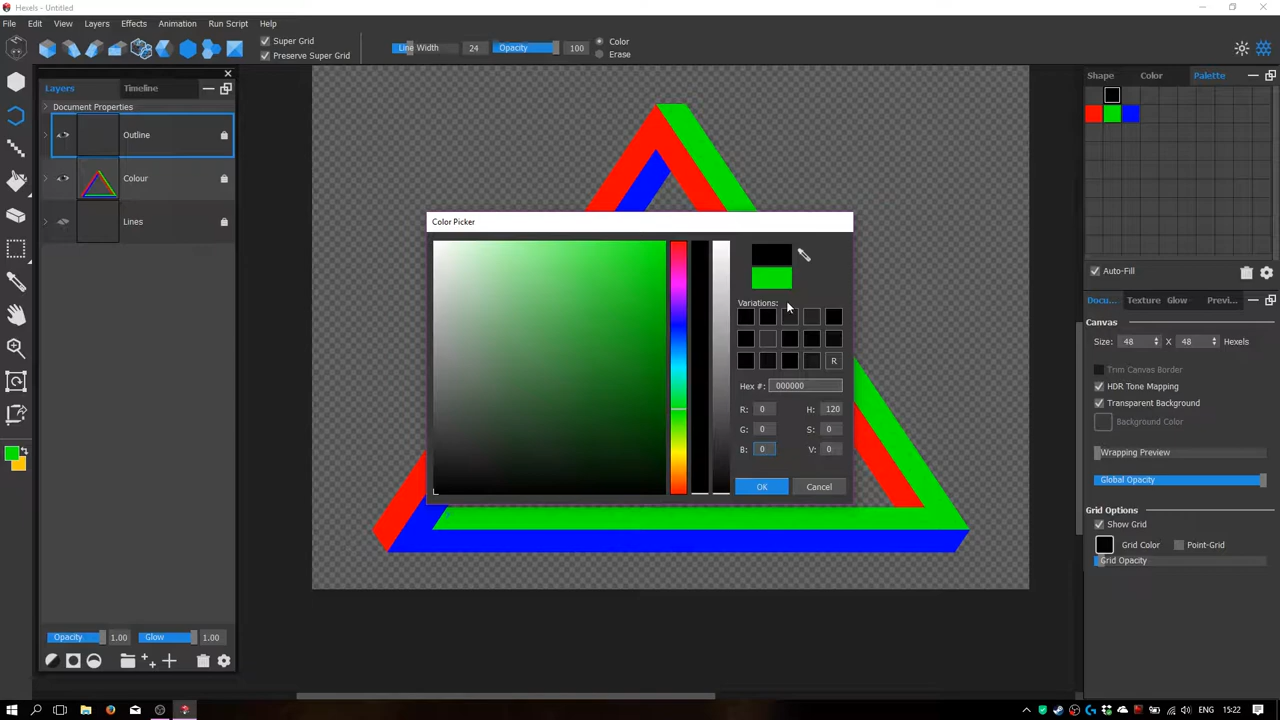 Hexels - Untitled
File Edit View Layers Effects Animation Run Script Help
Super Grid
Preserve Super Grid
Line Width 24 Opacity 100
Color
Erase
Layers Timeline
Document Properties
Outline
Colour
Lines
Opacity 1.00 Glow 1.00
Color Picker
Variations:
R
Hex #: 000000
R: 0 H: 120
G: 0 S: 0
B: 0 V: 0
OK Cancel
Shape Color Palette
Auto-Fill
Docu... Texture Glow Previ...
Canvas
Size: 48 X 48 Hexels
Trim Canvas Border
HDR Tone Mapping
Transparent Background
Background Color
Wrapping Preview
Global Opacity
Grid Options
Show Grid
Grid Color Point-Grid
Grid Opacity
ENG 15:22